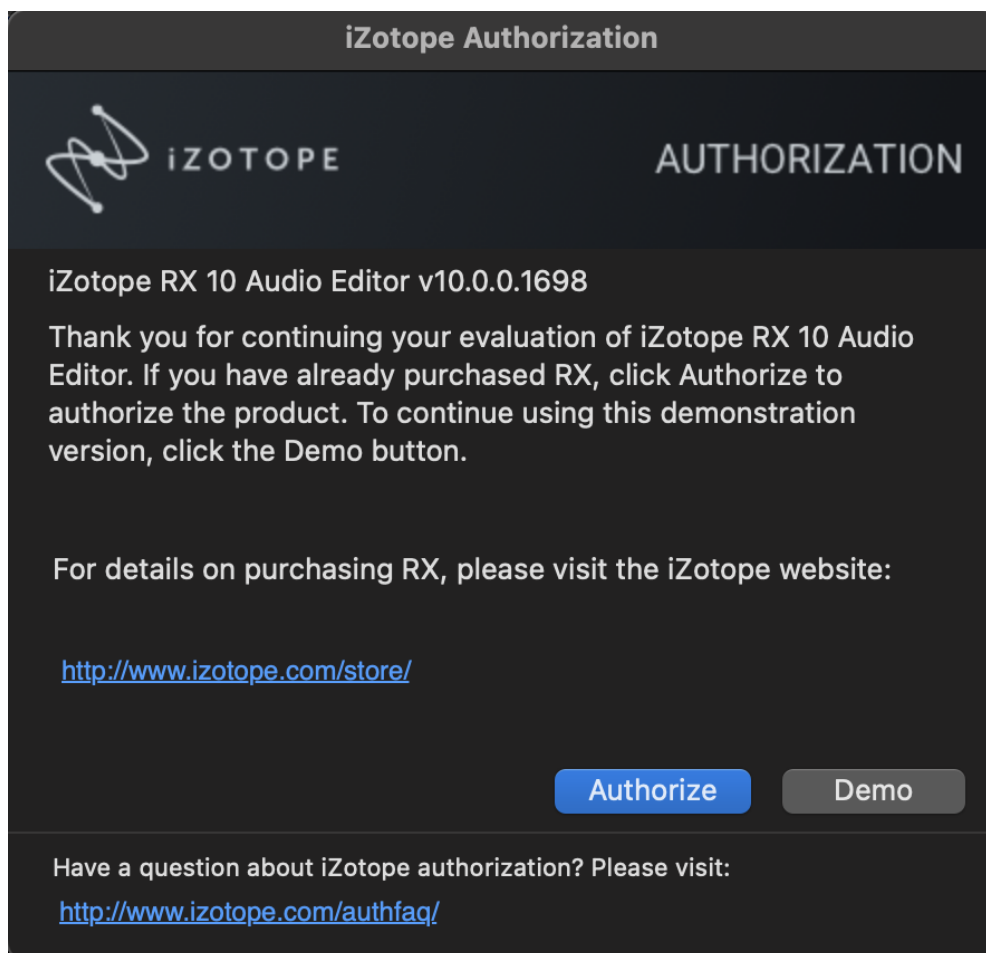 iZotope Authorization
iZOTOPE
AUTHORIZATION
iZotope RX 10 Audio Editor v10.0.0.1698
Thank you for continuing your evaluation of iZotope RX 10 Audio
Editor. If you have already purchased RX, click Authorize to
authorize the product. To continue using this demonstration
version, click the Demo button.
For details on purchasing RX, please visit the iZotope website:
http://www.izotope.com/store/
Authorize
Demo
Have a question about iZotope authorization? Please visit:
http://www.izotope.com/authfaq/